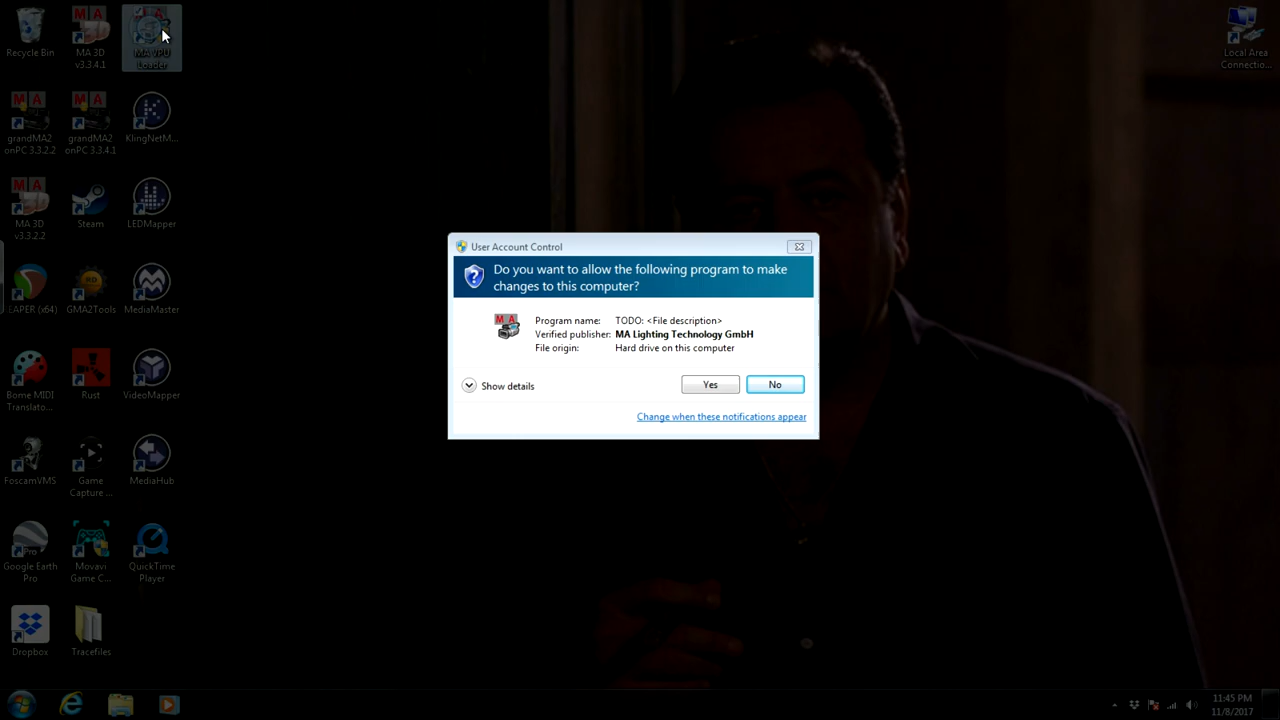 Recycle Bin
MA 3D
v3.3.4.1
MA VPU
Loader
Local Area
Connectio...
grandMA2
onPC 3.3.2.2
grandMA2
onPC 3.3.4.1
KlingNetM...
MA 3D
v3.3.2.2
Steam
LEDMapper
EAPER (x64)
GMA2Tools
MediaMaster
Bome MIDI
Translato...
Rust
VideoMapper
FoscamVMS
Game
Capture ...
MediaHub
Google Earth
Pro
Movavi
Game C...
QuickTime
Player
Dropbox
Tracefiles
User Account Control
Do you want to allow the following program to make
changes to this computer?
Program name: TODO: <File description>
Verified publisher: MA Lighting Technology GmbH
File origin: Hard drive on this computer
Show details
Yes
No
Change when these notifications appear
11:45 PM
11/8/2017